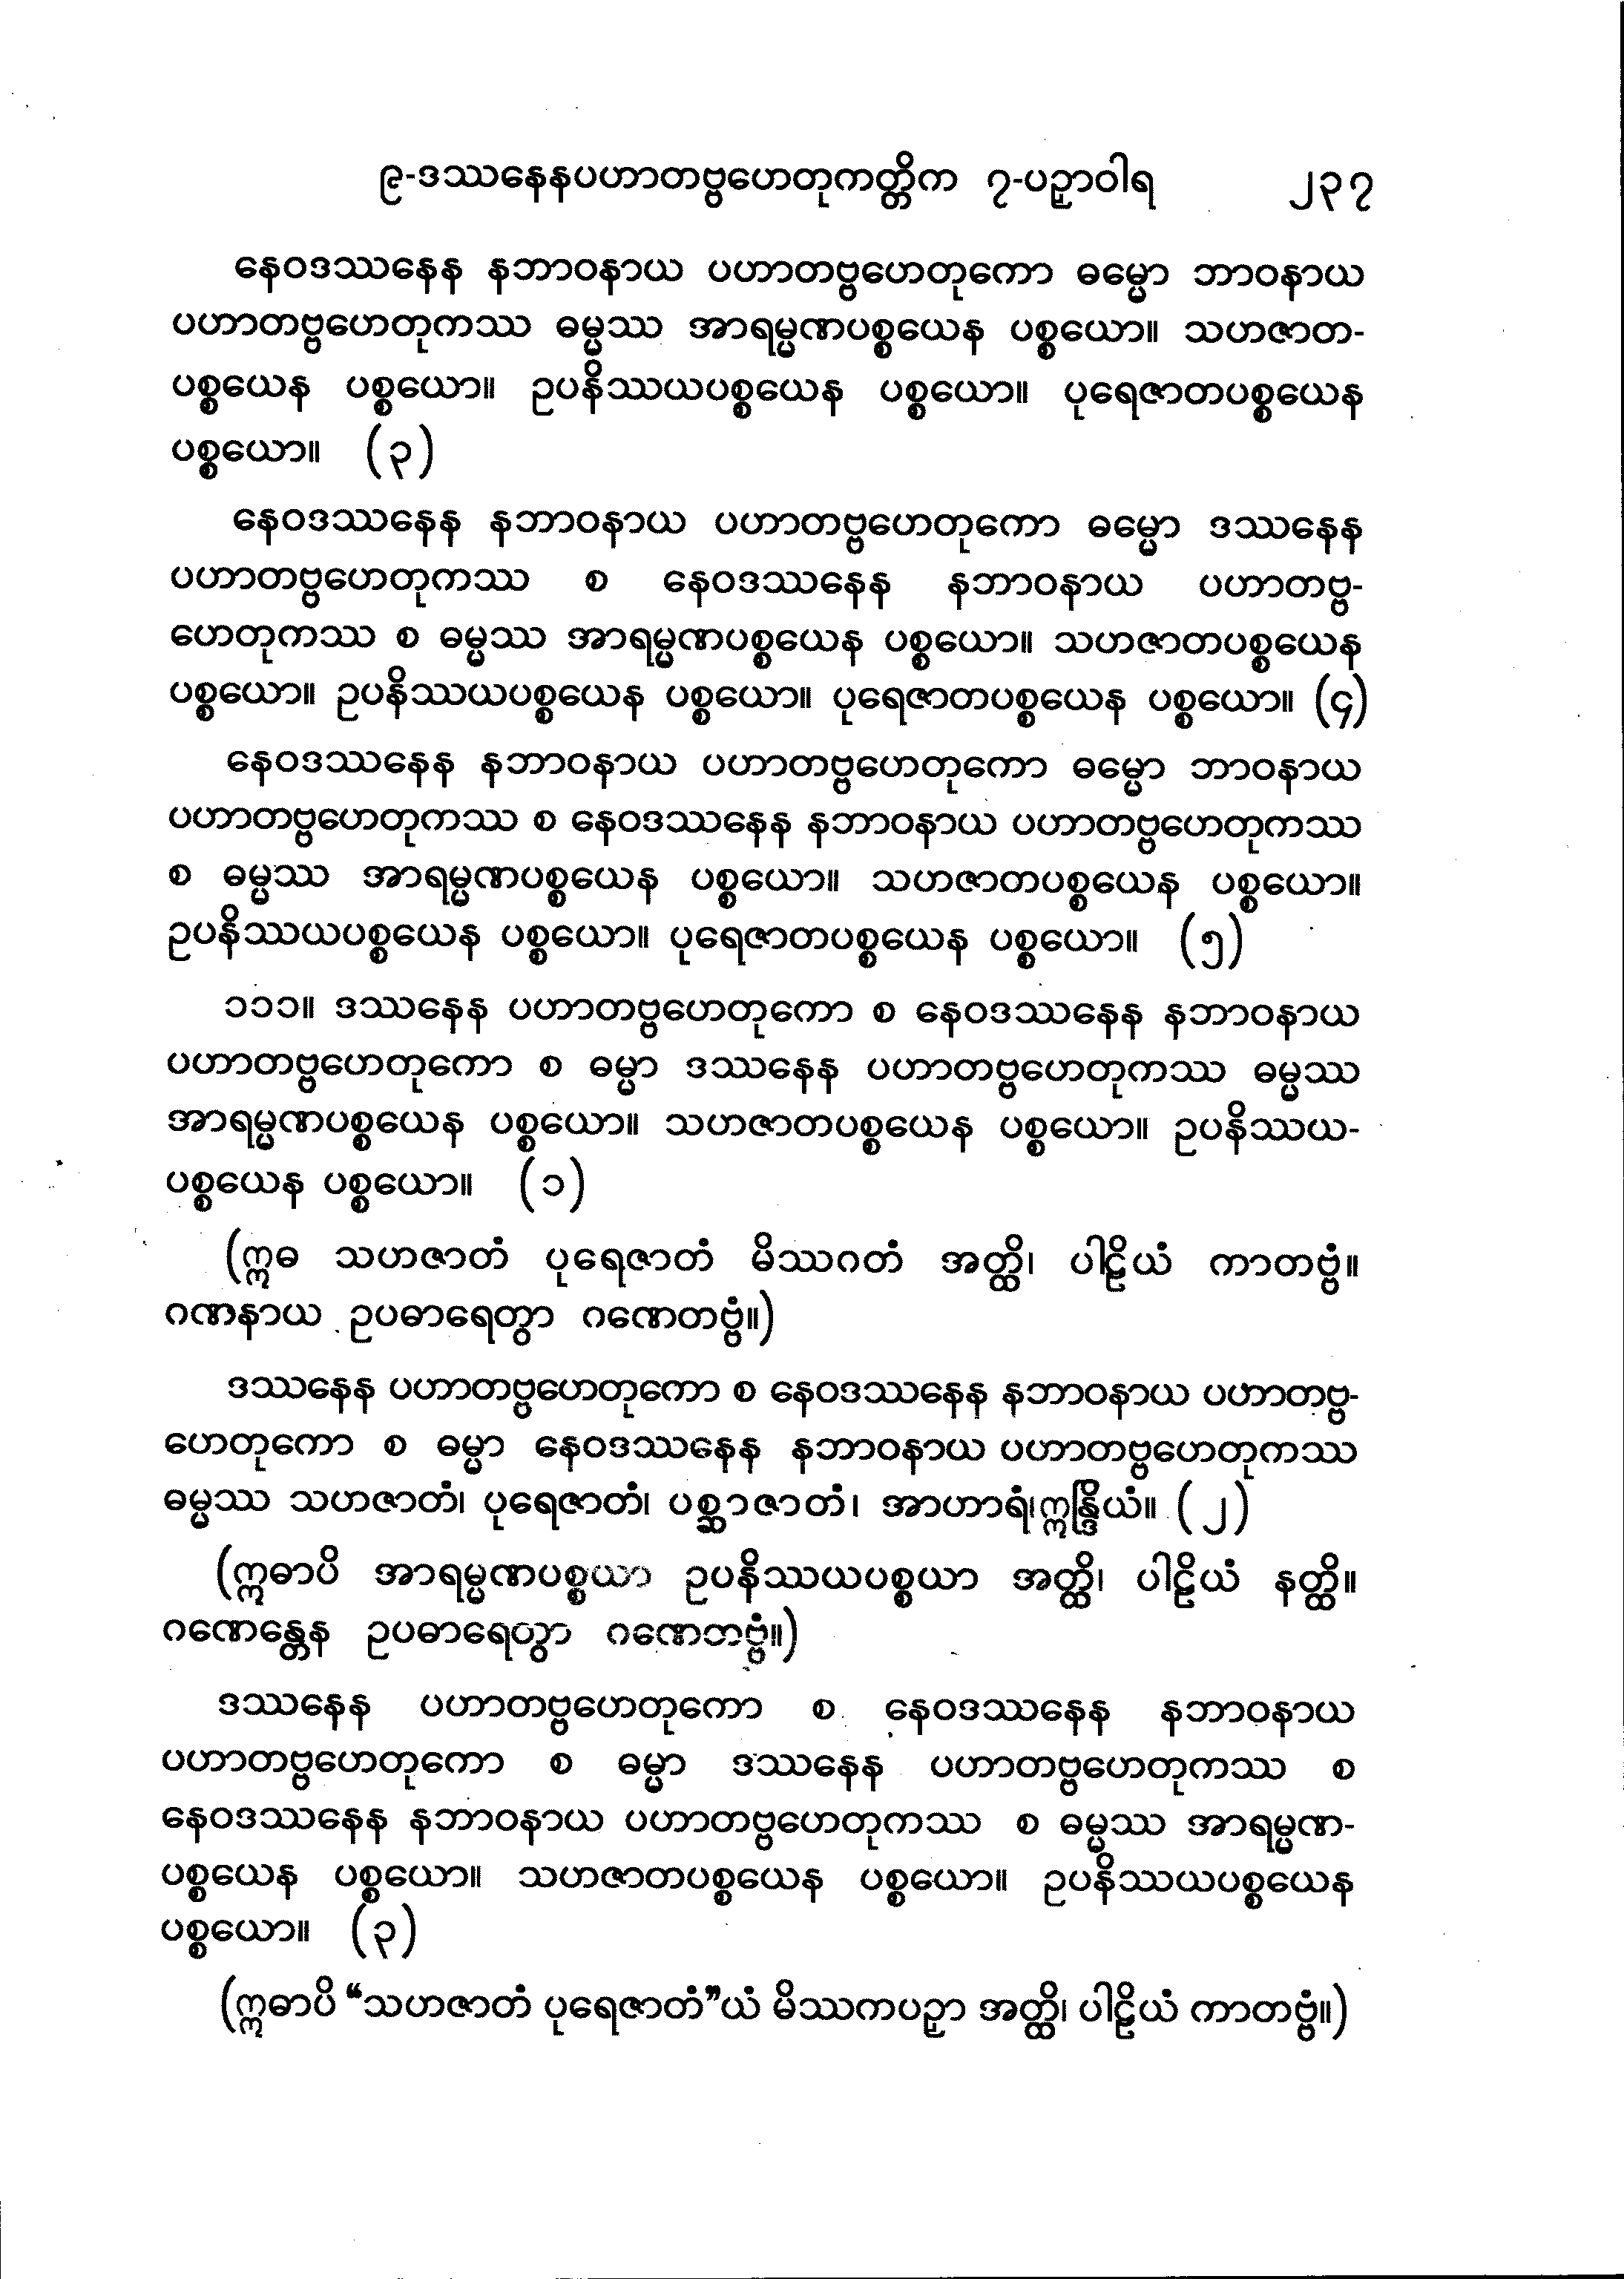 ၉-ဒဿနေနပဟာတဗ္ဗဟေတုကတ္တိက ၇-ပဉှာဝါရ ၂၃၇
နေဝဒဿနေန နဘာဝနာယ ပဟာတဗ္ဗဟေတုကော ဓမ္မော ဘာဝနာယ
ပဟာတဗ္ဗဟေတုကဿ ဓမ္မဿ အာရမ္မဏပစ္စယေန ပစ္စယော။ သဟဇာတ-
ပစ္စယေန ပစ္စယော။ ဥပနိဿယပစ္စယေန ပစ္စယော။ ပုရေဇာတပစ္စယေန
ပစ္စယော။ (၃)
နေဝဒဿနေန နဘာဝနာယ ပဟာတဗ္ဗဟေတုကော ဓမ္မော ဒဿနေန
ပဟာတဗ္ဗဟေတုကဿ စ နေဝဒဿနေန နဘာဝနာယ ပဟာတဗ္ဗ-
ဟေတုကဿ စ ဓမ္မဿ အာရမ္မဏပစ္စယေန ပစ္စယော။ သဟဇာတပစ္စယေန
ပစ္စယော။ ဥပနိဿယပစ္စယေန ပစ္စယော။ ပုရေဇာတပစ္စယေန ပစ္စယော။ (၄)
နေဝဒဿနေန နဘာဝနာယ ပဟာတဗ္ဗဟေတုကော ဓမ္မော ဘာဝနာယ
ပဟာတဗ္ဗဟေတုကဿ စ နေဝဒဿနေန နဘာဝနာယ ပဟာတဗ္ဗဟေတုကဿ
စ ဓမ္မဿ အာရမ္မဏပစ္စယေန ပစ္စယော။ သဟဇာတပစ္စယေန ပစ္စယော။
ဥပနိဿယပစ္စယေန ပစ္စယော။ ပုရေဇာတပစ္စယေန ပစ္စယော။ (၅)
၁၁၁။ ဒဿနေန ပဟာတဗ္ဗဟေတုကော စ နေဝဒဿနေန နဘာဝနာယ
ပဟာတဗ္ဗဟေတုကော စ ဓမ္မာ ဒဿနေန ပဟာတဗ္ဗဟေတုကဿ ဓမ္မဿ
အာရမ္မဏပစ္စယေန ပစ္စယော။ သဟဇာတပစ္စယေန ပစ္စယော။ ဥပနိဿယ-
ပစ္စယေန ပစ္စယော။ (၁)
(ဣဓ သဟဇာတံ ပုရေဇာတံ မိဿဂတံ အတ္ထိ၊ ပါဠိယံ ကာတဗ္ဗံ။
ဂဏနာယ ဥပဓာရေတွာ ဂဏေတဗ္ဗံ။)
ဒဿနေန ပဟာတဗ္ဗဟေတုကော စ နေဝဒဿနေန နဘာဝနာယ ပဟာတဗ္ဗ-
ဟေတုကော စ ဓမ္မာ နေဝဒဿနေန နဘာဝနာယ ပဟာတဗ္ဗဟေတုကဿ
ဓမ္မဿ သဟဇာတံ၊ ပုရေဇာတံ၊ ပစ္ဆာဇာတံ၊ အာဟာရံ၊ဣန္ဒြိယံ။ (၂)
(ဣဓာပိ အာရမ္မဏပစ္စယာ ဥပနိဿယပစ္စယာ အတ္ထိ၊ ပါဠိယံ နတ္ထိ။
ဂဏေန္တေန ဥပဓာရေတွာ ဂဏေတဗ္ဗံ။)
ဒဿနေန ပဟာတဗ္ဗဟေတုကော စ နေဝဒဿနေန နဘာဝနာယ
ပဟာတဗ္ဗဟေတုကော စ ဓမ္မာ ဒဿနေန ပဟာတဗ္ဗဟေတုကဿ စ
နေဝဒဿနေန နဘာဝနာယ ပဟာတဗ္ဗဟေတုကဿ စ ဓမ္မဿ အာရမ္မဏ-
ပစ္စယေန ပစ္စယော။ သဟဇာတပစ္စယေန ပစ္စယော။ ဥပနိဿယပစ္စယေန
ပစ္စယော။ (၃)
(ဣဓာပိ “သဟဇာတံ ပုရေဇာတံ”ယံ မိဿကပဉှာ အတ္ထိ၊ ပါဠိယံ ကာတဗ္ဗံ။)